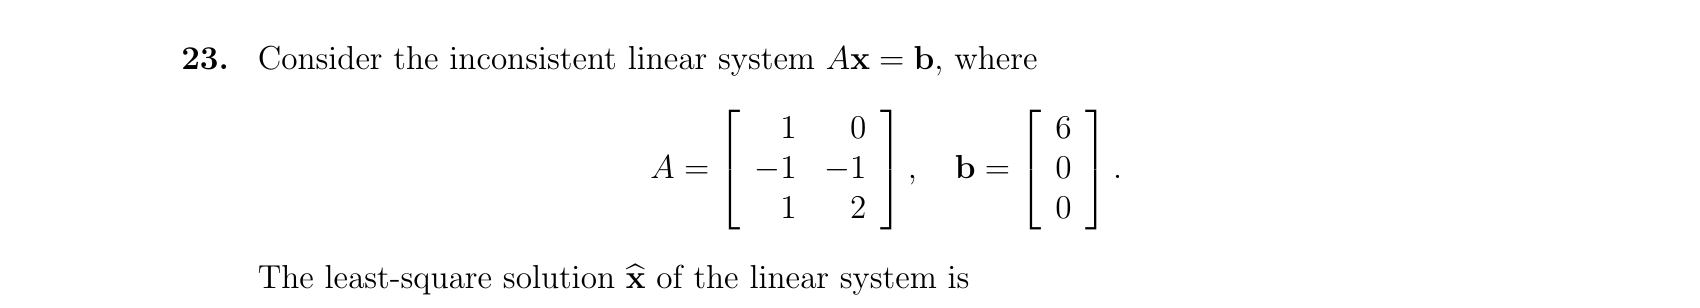 23. Consider the inconsistent linear system Ax = b, where
A = [ 1 0 ; −1 −1 ; 1 2 ], b = [ 6 ; 0 ; 0 ].
The least-square solution x̂ of the linear system is